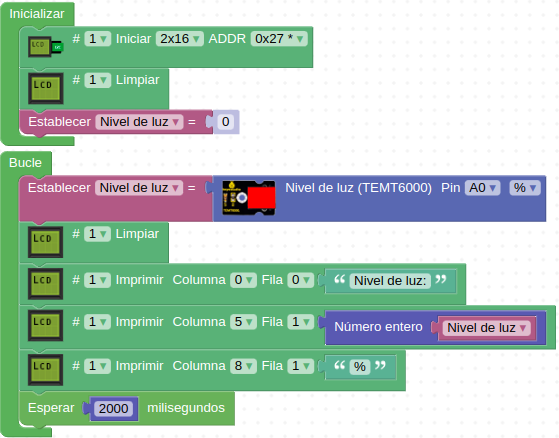 Inicializar
LCD I2C # 1 Iniciar 2x16 ADDR 0x27 *
LCD # 1 Limpiar
Establecer Nivel de luz = 0
Bucle
Establecer Nivel de luz = Nivel de luz (TEMT6000) Pin A0 %
LCD # 1 Limpiar
LCD # 1 Imprimir Columna 0 Fila 0 “ Nivel de luz: ”
LCD # 1 Imprimir Columna 5 Fila 1 Número entero Nivel de luz
LCD # 1 Imprimir Columna 8 Fila 1 “ % ”
Esperar 2000 milisegundos